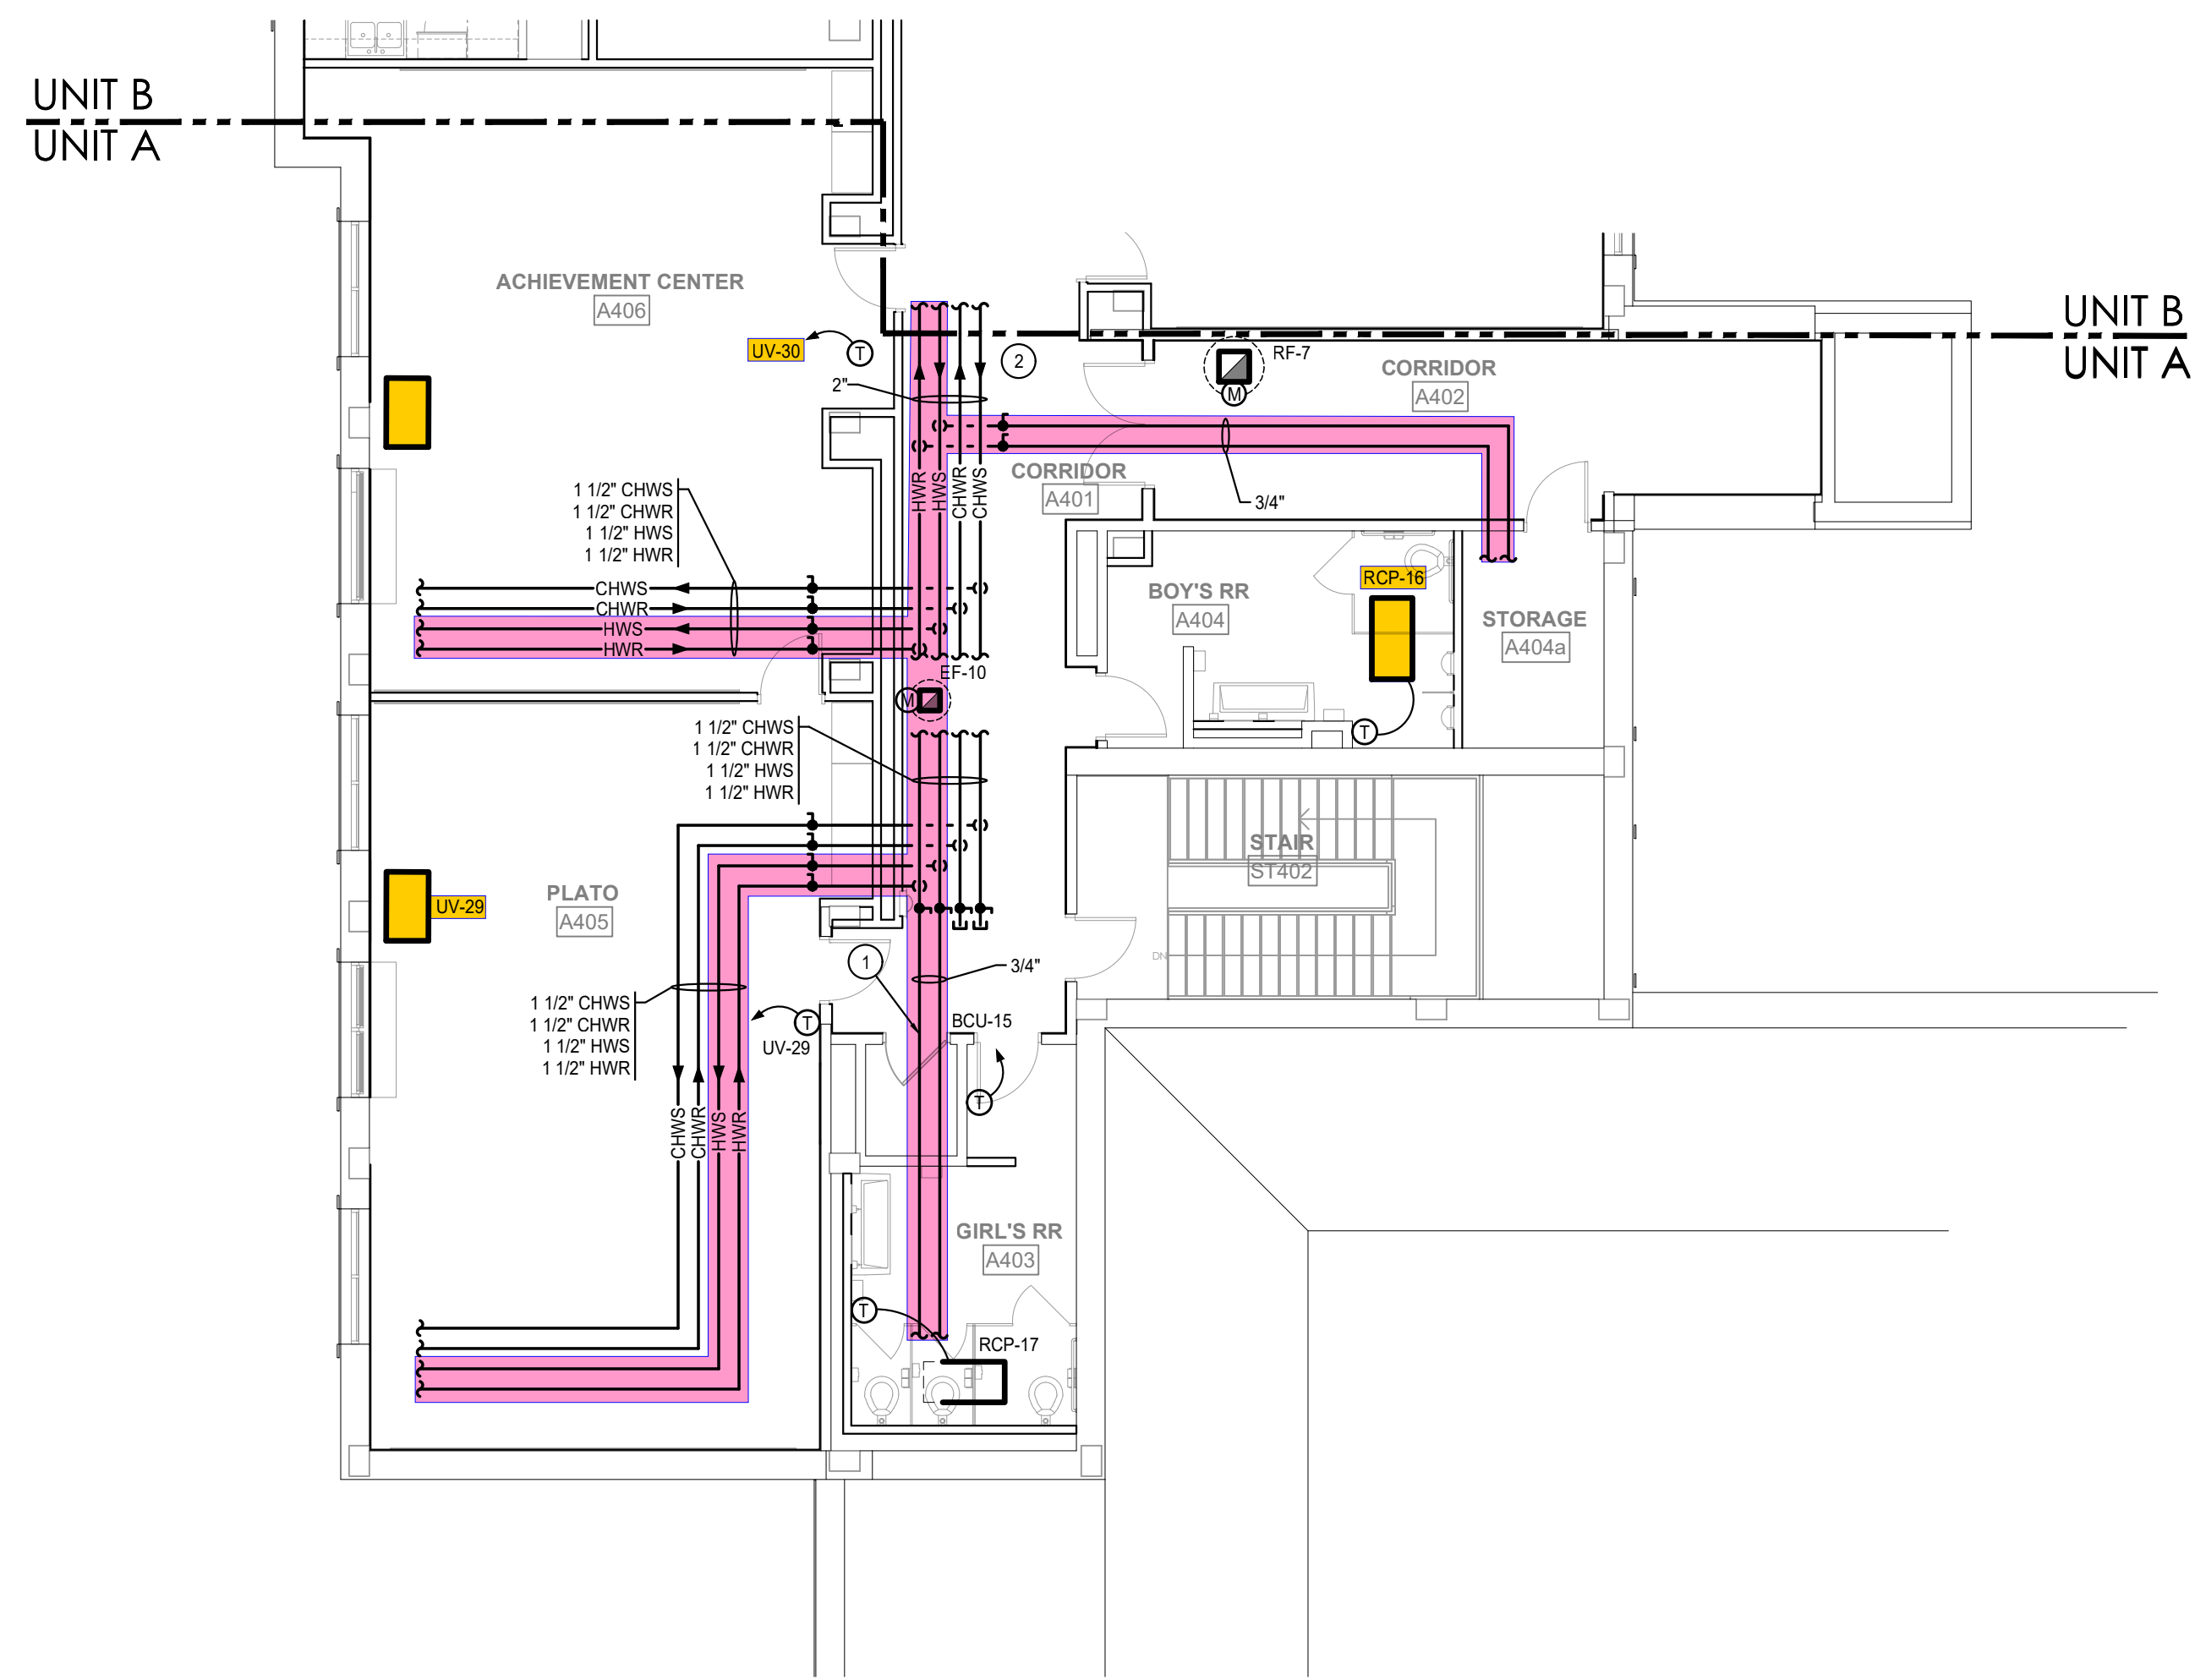 UNIT B
UNIT A
ACHIEVEMENT CENTER
A406
UV-30
T
2
RF-7
M
CORRIDOR
A402
UNIT B
UNIT A
2"
HWR
HWS
CHWR
CHWS
CORRIDOR
A401
3/4"
1 1/2" CHWS
1 1/2" CHWR
1 1/2" HWS
1 1/2" HWR
CHWS
CHWR
HWS
HWR
BOY'S RR
A404
RCP-16
T
STORAGE
A404a
EF-10
M
1 1/2" CHWS
1 1/2" CHWR
1 1/2" HWS
1 1/2" HWR
STAIR
ST402
DN
PLATO
A405
UV-29
1
3/4"
1 1/2" CHWS
1 1/2" CHWR
1 1/2" HWS
1 1/2" HWR
T
UV-29
BCU-15
T
CHWS
CHWR
HWS
HWR
GIRL'S RR
A403
T
RCP-17